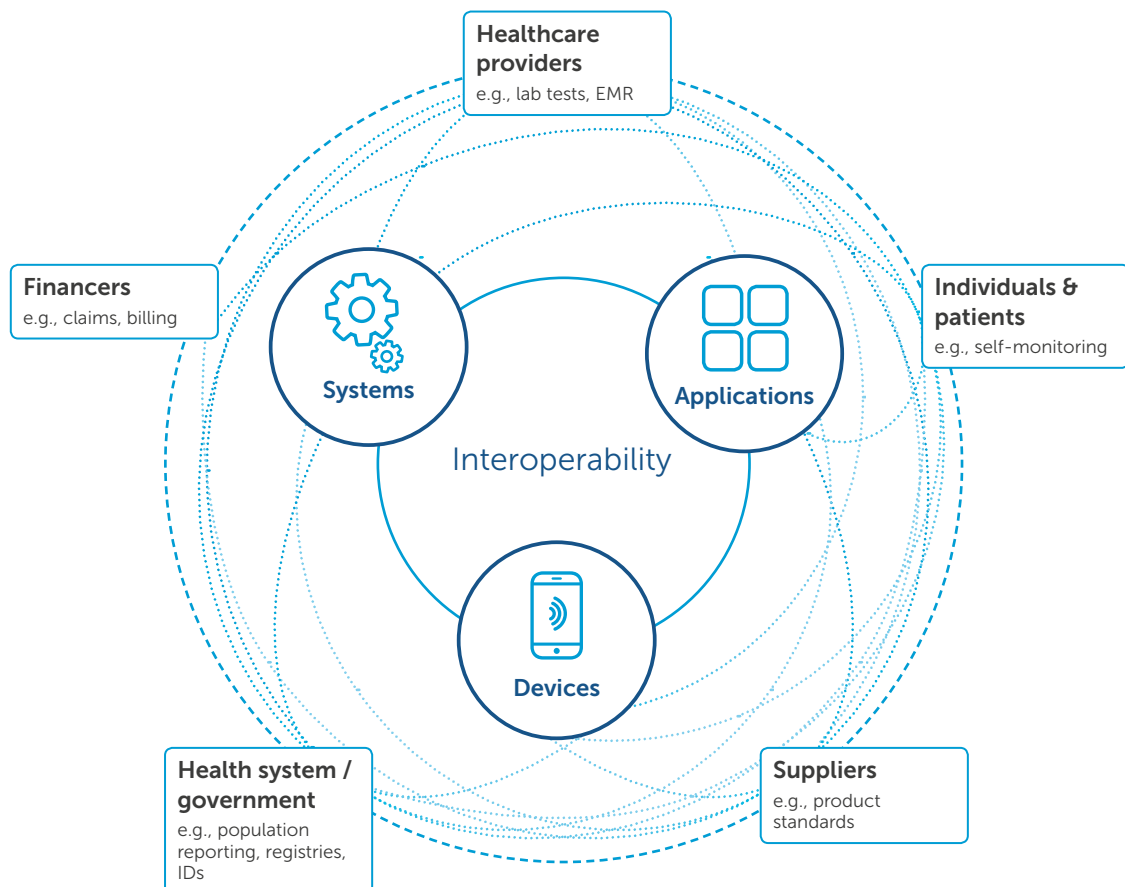 Healthcare
providers
e.g., lab tests, EMR
Financers
e.g., claims, billing
Individuals &
patients
e.g., self-monitoring
Systems
Applications
Interoperability
Devices
Health system /
government
e.g., population
reporting, registries,
IDs
Suppliers
e.g., product
standards